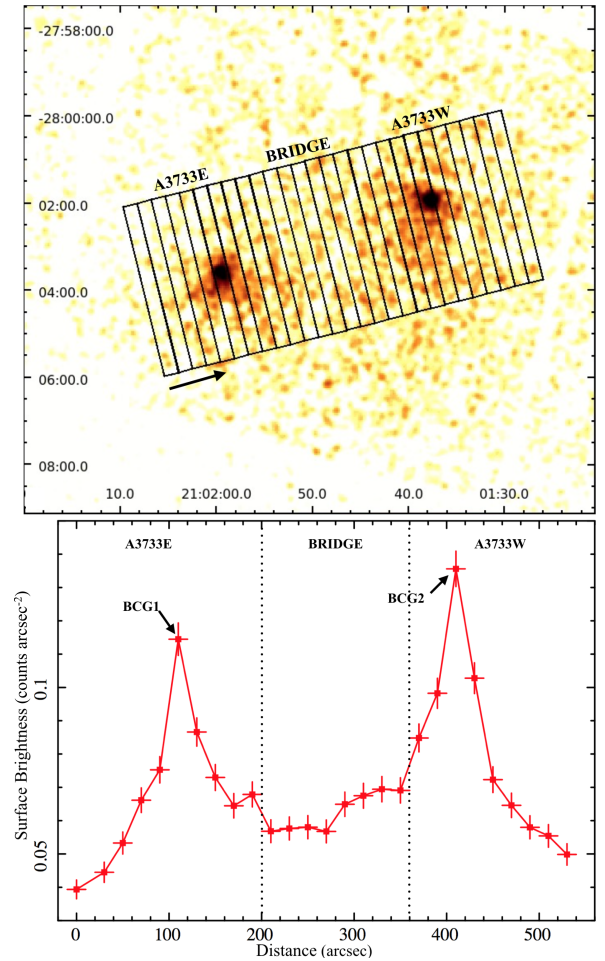 -27:58:00.0
-28:00:00.0
A3733W
BRIDGE
A3733E
02:00.0
04:00.0
06:00.0
08:00.0
10.0 21:02:00.0 50.0 40.0 01:30.0
A3733E BRIDGE A3733W
BCG2
BCG1
Surface Brightness (counts arcsec-2)
0.1
0.05
0 100 200 300 400 500
Distance (arcsec)